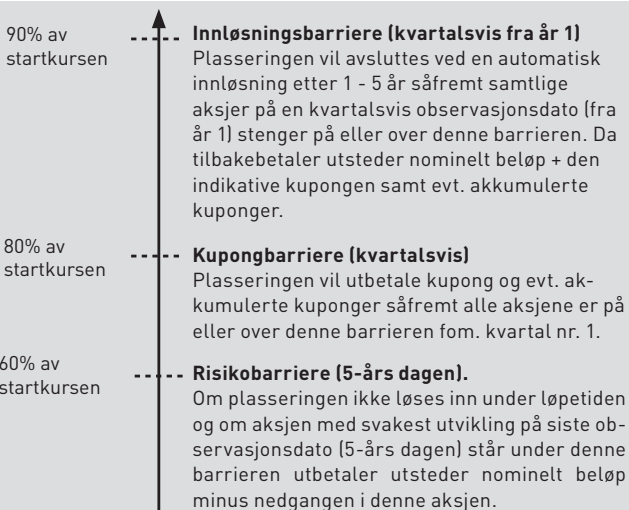 90% av
startkursen
Innløsningsbarriere (kvartalsvis fra år 1)
Plasseringen vil avsluttes ved en automatisk
innløsning etter 1 - 5 år såfremt samtlige
aksjer på en kvartalsvis observasjonsdato (fra
år 1) stenger på eller over denne barrieren. Da
tilbakebetaler utsteder nominelt beløp + den
indikative kupongen samt evt. akkumulerte
kuponger.
80% av
startkursen
Kupongbarriere (kvartalsvis)
Plasseringen vil utbetale kupong og evt. ak-
kumulerte kuponger såfremt alle aksjene er på
eller over denne barrieren fom. kvartal nr. 1.
60% av
startkursen
Risikobarriere (5-års dagen).
Om plasseringen ikke løses inn under løpetiden
og om aksjen med svakest utvikling på siste ob-
servasjonsdato (5-års dagen) står under denne
barrieren utbetaler utsteder nominelt beløp
minus nedgangen i denne aksjen.